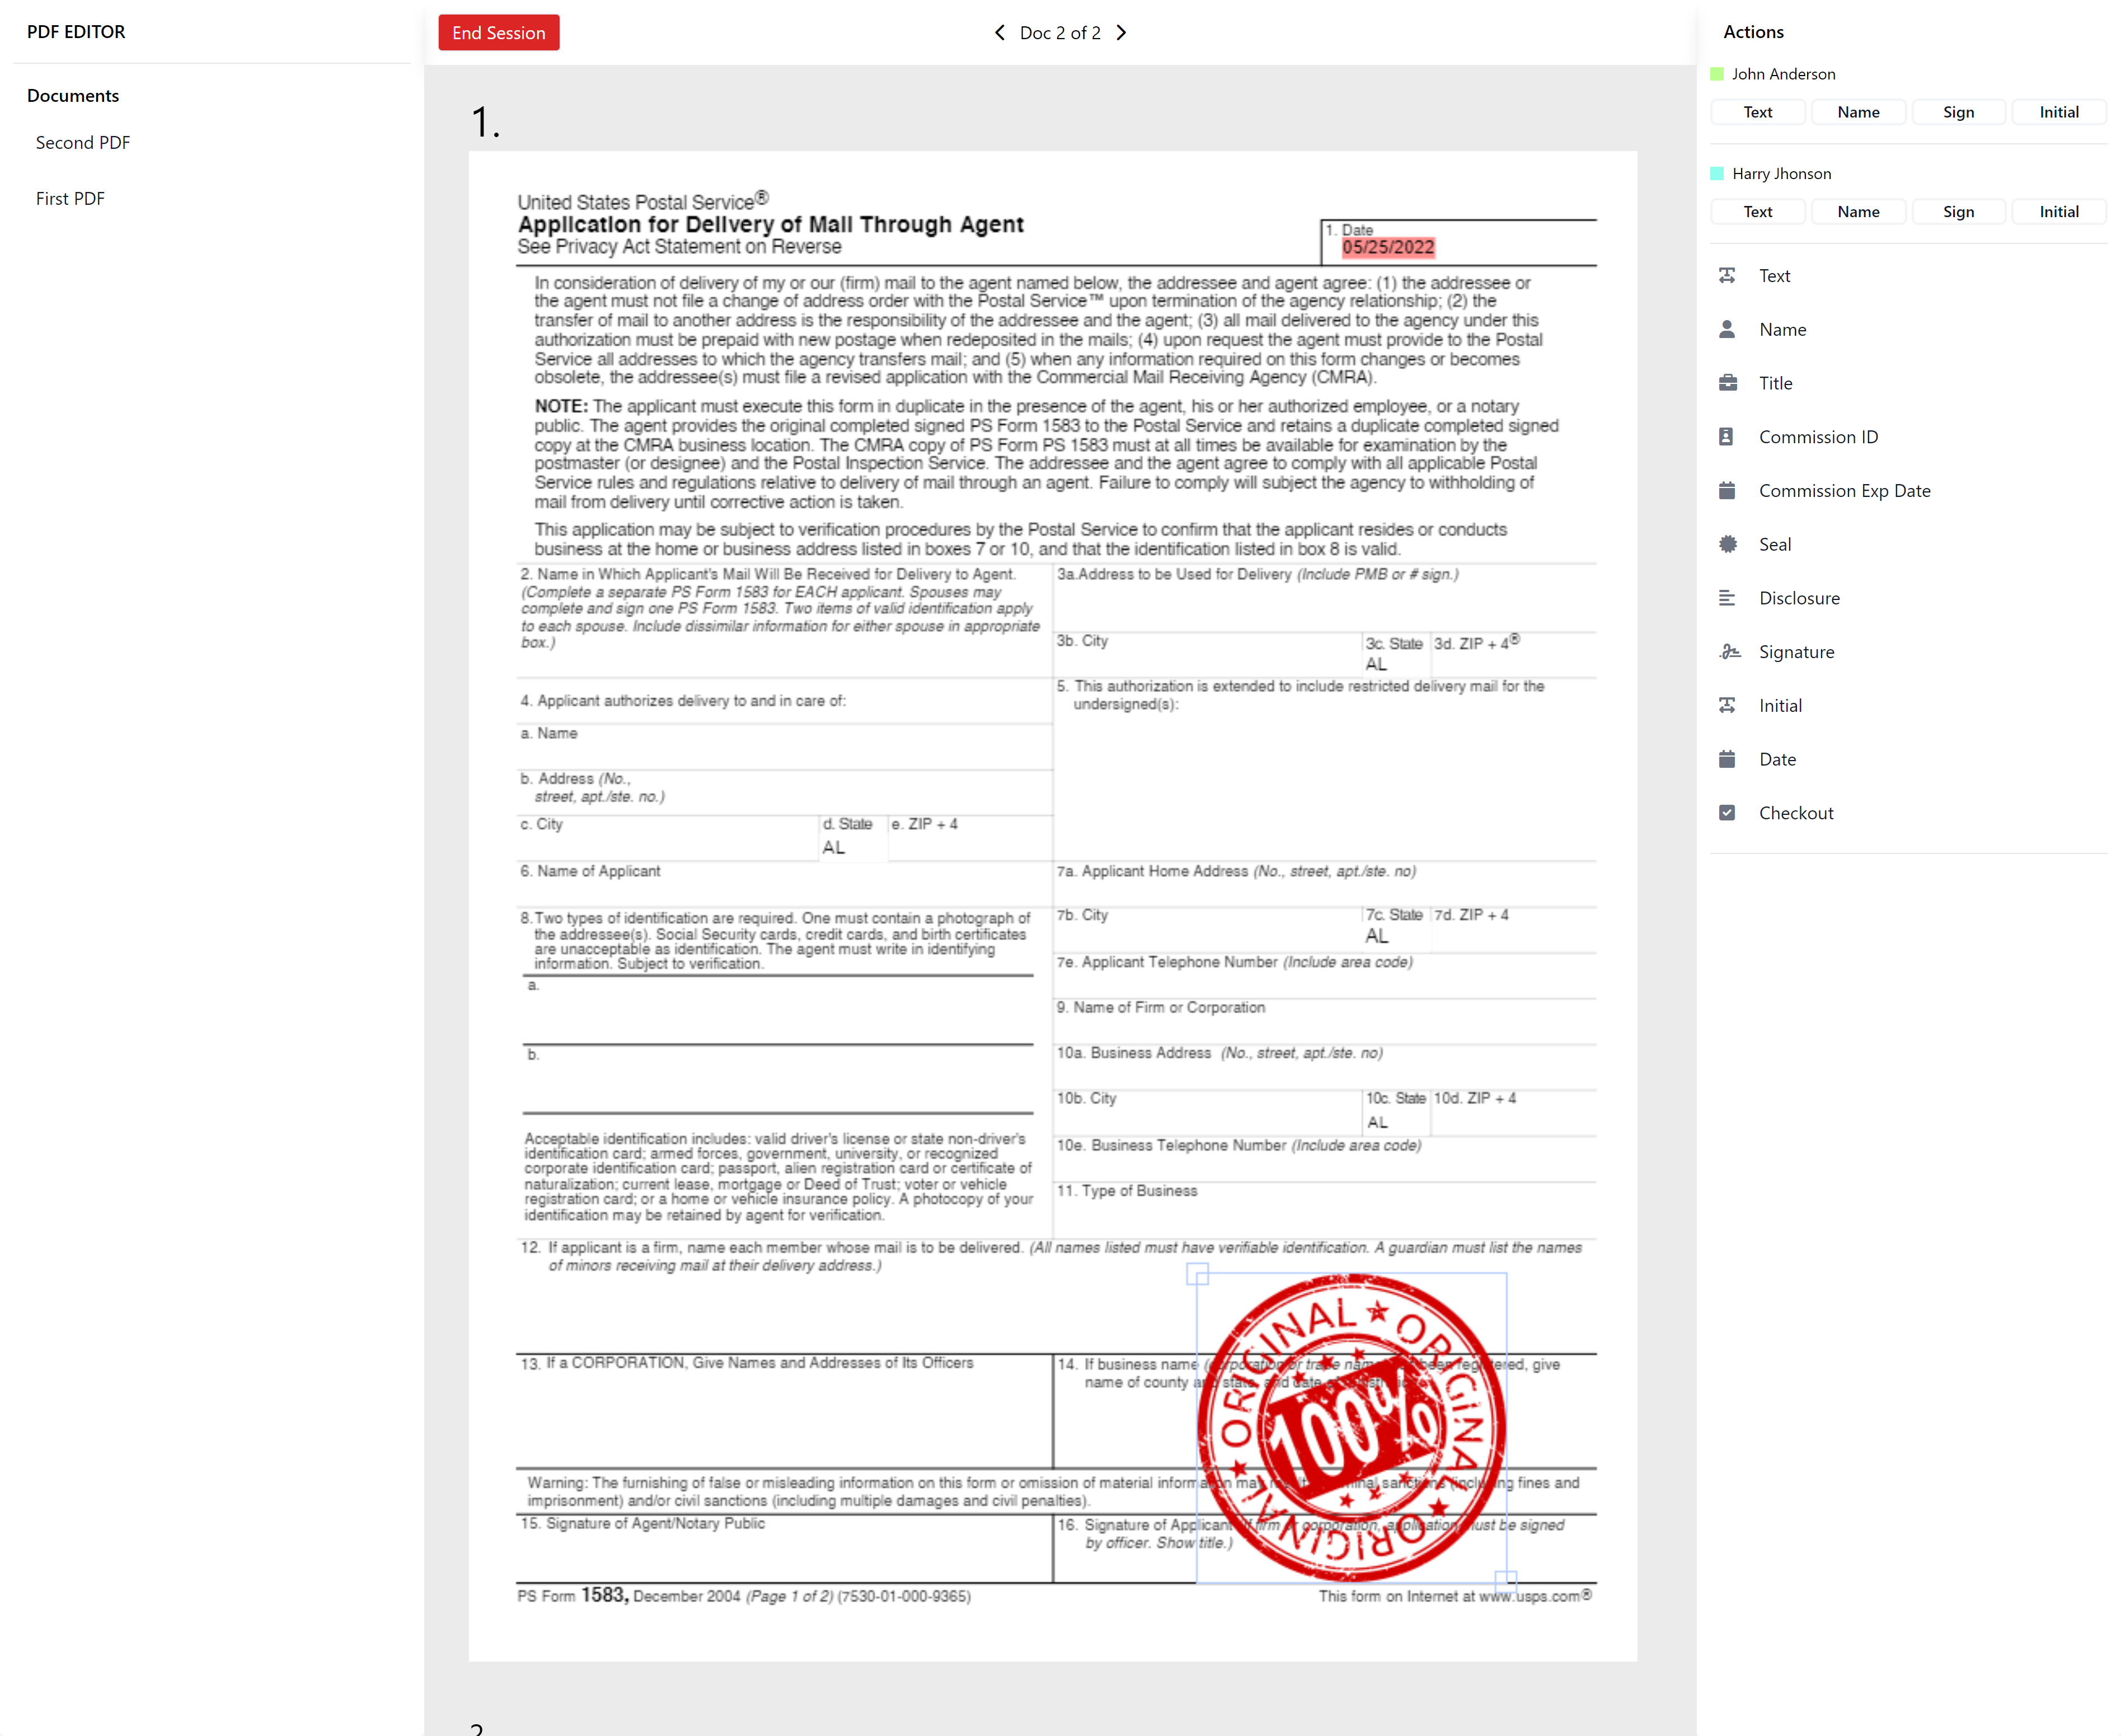 PDF EDITOR
Documents
Second PDF
First PDF
End Session
Doc 2 of 2
1.
United States Postal Service®
Application for Delivery of Mail Through Agent
See Privacy Act Statement on Reverse
1. Date
05/25/2022
In consideration of delivery of my or our (firm) mail to the agent named below, the addressee and agent agree: (1) the addressee or
the agent must not file a change of address order with the Postal Service™ upon termination of the agency relationship; (2) the
transfer of mail to another address is the responsibility of the addressee and the agent; (3) all mail delivered to the agency under this
authorization must be prepaid with new postage when redeposited in the mails; (4) upon request the agent must provide to the Postal
Service all addresses to which the agency transfers mail; and (5) when any information required on this form changes or becomes
obsolete, the addressee(s) must file a revised application with the Commercial Mail Receiving Agency (CMRA).
NOTE: The applicant must execute this form in duplicate in the presence of the agent, his or her authorized employee, or a notary
public. The agent provides the original completed signed PS Form 1583 to the Postal Service and retains a duplicate completed signed
copy at the CMRA business location. The CMRA copy of PS Form PS 1583 must at all times be available for examination by the
postmaster (or designee) and the Postal Inspection Service. The addressee and the agent agree to comply with all applicable Postal
Service rules and regulations relative to delivery of mail through an agent. Failure to comply will subject the agency to withholding of
mail from delivery until corrective action is taken.
This application may be subject to verification procedures by the Postal Service to confirm that the applicant resides or conducts
business at the home or business address listed in boxes 7 or 10, and that the identification listed in box 8 is valid.
2. Name in Which Applicant's Mail Will Be Received for Delivery to Agent.
(Complete a separate PS Form 1583 for EACH applicant. Spouses may
complete and sign one PS Form 1583. Two items of valid identification apply
to each spouse. Include dissimilar information for either spouse in appropriate
box.)
3a.Address to be Used for Delivery (Include PMB or # sign.)
3b. City
3c. State
AL
3d. ZIP + 4®
4. Applicant authorizes delivery to and in care of:
5. This authorization is extended to include restricted delivery mail for the
undersigned(s):
a. Name
b. Address (No.,
street, apt./ste. no.)
c. City
d. State
AL
e. ZIP + 4
6. Name of Applicant
7a. Applicant Home Address (No., street, apt./ste. no)
8.Two types of identification are required. One must contain a photograph of
the addressee(s). Social Security cards, credit cards, and birth certificates
are unacceptable as identification. The agent must write in identifying
information. Subject to verification.
a.
b.
7b. City
7c. State
AL
7d. ZIP + 4
7e. Applicant Telephone Number (Include area code)
9. Name of Firm or Corporation
10a. Business Address (No., street, apt./ste. no)
10b. City
10c. State
AL
10d. ZIP + 4
10e. Business Telephone Number (Include area code)
11. Type of Business
Acceptable identification includes: valid driver's license or state non-driver's
identification card; armed forces, government, university, or recognized
corporate identification card; passport, alien registration card or certificate of
naturalization; current lease, mortgage or Deed of Trust; voter or vehicle
registration card; or a home or vehicle insurance policy. A photocopy of your
identification may be retained by agent for verification.
12. If applicant is a firm, name each member whose mail is to be delivered. (All names listed must have verifiable identification. A guardian must list the names
of minors receiving mail at their delivery address.)
13. If a CORPORATION, Give Names and Addresses of Its Officers
14. If business name (corporation or trade name) been registered, give
name of county and state, and date
ORIGINAL ORIGINAL ORIGINAL
100%
Warning: The furnishing of false or misleading information on this form or omission of material information may sanctions (including fines and
imprisonment) and/or civil sanctions (including multiple damages and civil penalties).
15. Signature of Agent/Notary Public
16. Signature of Applicant firm or corporation, application must be signed
by officer. Show title.)
PS Form 1583, December 2004 (Page 1 of 2) (7530-01-000-9365)
This form on Internet at www.usps.com®
Actions
John Anderson
Text Name Sign Initial
Harry Jhonson
Text Name Sign Initial
Text
Name
Title
Commission ID
Commission Exp Date
Seal
Disclosure
Signature
Initial
Date
Checkout